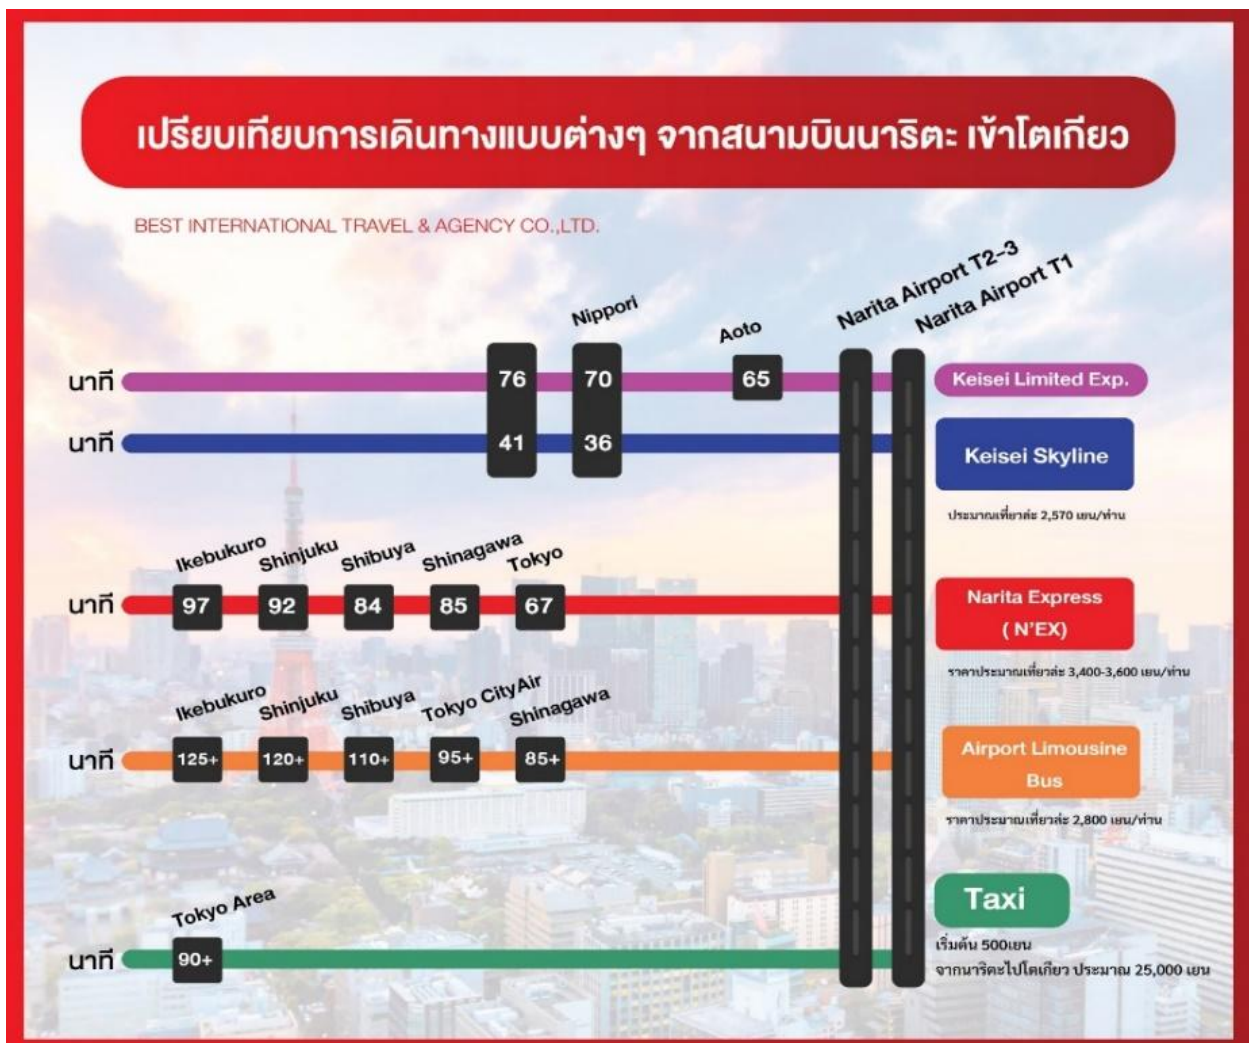 เปรียบเทียบการเดินทางแบบต่างๆ จากสนามบินนาริตะ เข้าโตเกียว
BEST INTERNATIONAL TRAVEL & AGENCY CO.,LTD.
Nippori
Aoto
Narita Airport T2-3
Narita Airport T1
นาที
76
70
65
Keisei Limited Exp.
นาที
41
36
Keisei Skyline
ประมาณเที่ยวล่ะ 2,570 เยน/ท่าน
Ikebukuro
Shinjuku
Shibuya
Shinagawa
Tokyo
นาที
97
92
84
85
67
Narita Express
( N'EX)
ราคาประมาณเที่ยวล่ะ 3,400-3,600 เยน/ท่าน
Ikebukuro
Shinjuku
Shibuya
Tokyo CityAir
Shinagawa
นาที
125+
120+
110+
95+
85+
Airport Limousine
Bus
ราคาประมาณเที่ยวล่ะ 2,800 เยน/ท่าน
Tokyo Area
นาที
90+
Taxi
เริ่มต้น 500เยน
จากนาริตะไปโตเกียว ประมาณ 25,000 เยน